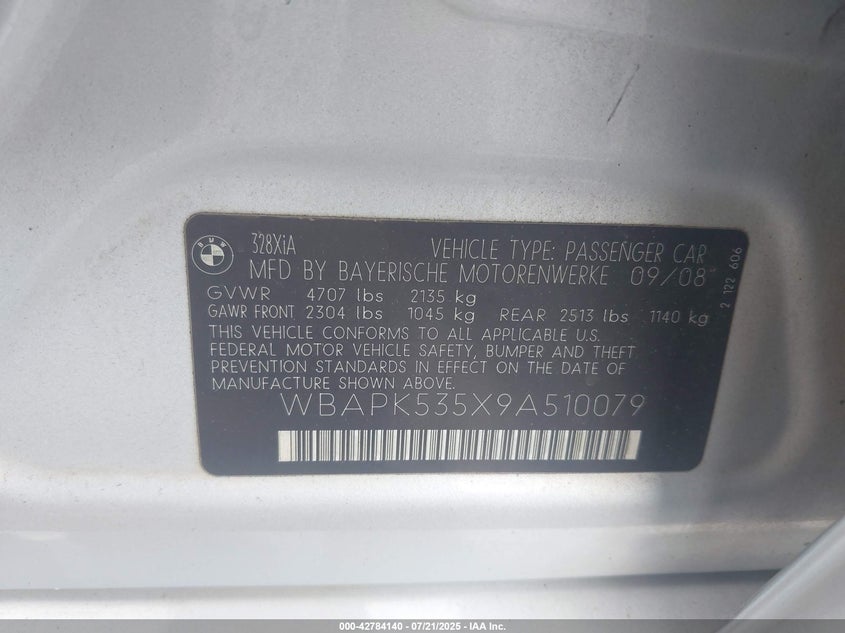 BMW
328XiA VEHICLE TYPE: PASSENGER CAR
MFD BY BAYERISCHE MOTORENWERKE 09/08
GVWR 4707 lbs 2135 kg
GAWR FRONT 2304 lbs 1045 kg REAR 2513 lbs 1140 kg
THIS VEHICLE CONFORMS TO ALL APPLICABLE U.S.
FEDERAL MOTOR VEHICLE SAFETY, BUMPER AND THEFT
PREVENTION STANDARDS IN EFFECT ON THE DATE OF
MANUFACTURE SHOWN ABOVE.
WBAPK535X9A510079
2 122 606
000-42784140 - 07/21/2025 - IAA Inc.